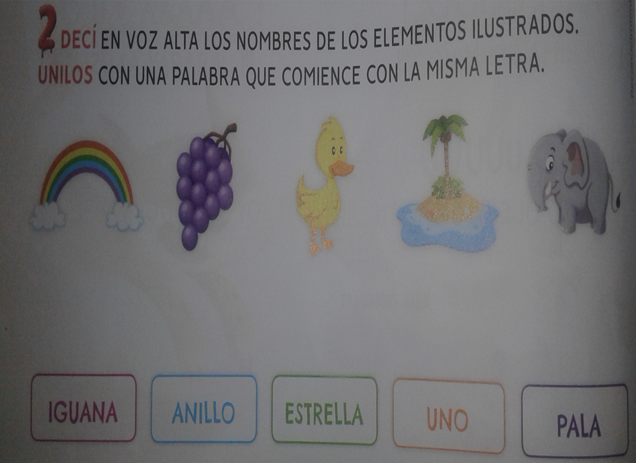 2 DECÍ EN VOZ ALTA LOS NOMBRES DE LOS ELEMENTOS ILUSTRADOS.
UNILOS CON UNA PALABRA QUE COMIENCE CON LA MISMA LETRA.
IGUANA ANILLO ESTRELLA UNO PALA